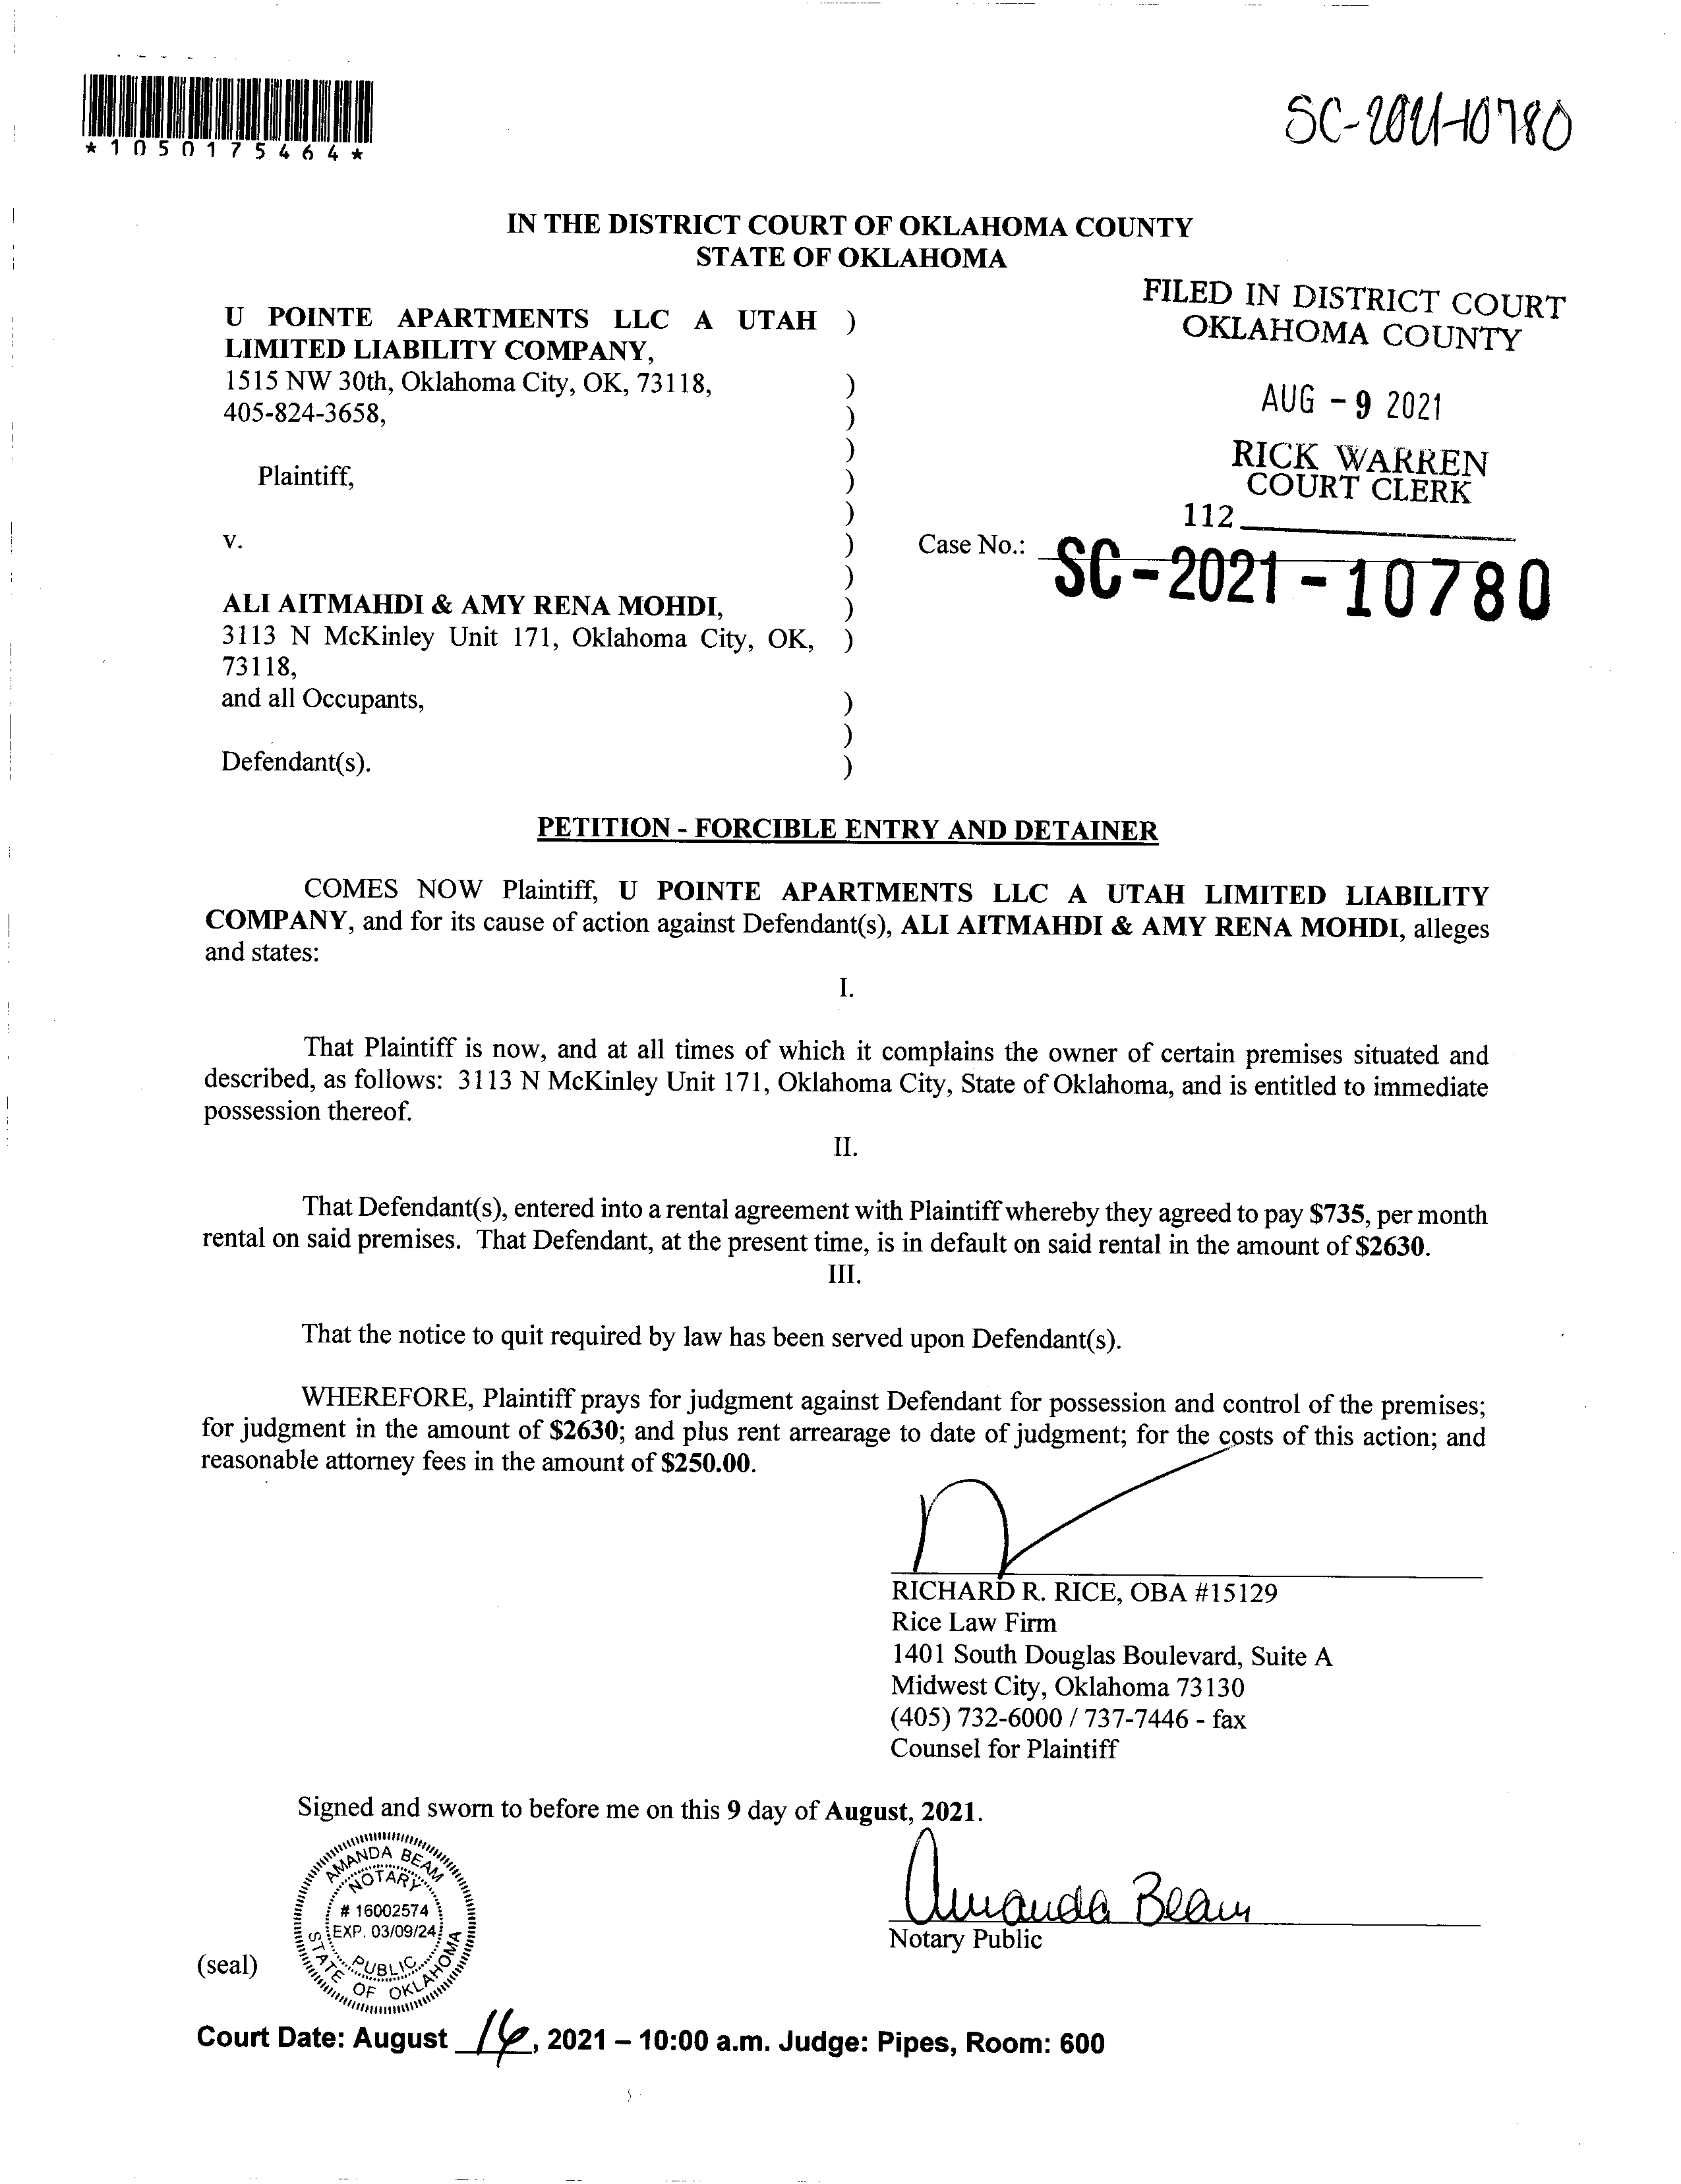 *1050175464*
SC-2021-10780
IN THE DISTRICT COURT OF OKLAHOMA COUNTY
STATE OF OKLAHOMA
FILED IN DISTRICT COURT
OKLAHOMA COUNTY
AUG - 9 2021
RICK WARREN
COURT CLERK
112
U POINTE APARTMENTS LLC A UTAH )
LIMITED LIABILITY COMPANY,
1515 NW 30th, Oklahoma City, OK, 73118, )
405-824-3658, )
)
Plaintiff, )
)
v. )
Case No.: SC-2021-10780
)
ALI AITMAHDI & AMY RENA MOHDI, )
3113 N McKinley Unit 171, Oklahoma City, OK, )
73118,
and all Occupants, )
)
Defendant(s). )
PETITION - FORCIBLE ENTRY AND DETAINER
COMES NOW Plaintiff, U POINTE APARTMENTS LLC A UTAH LIMITED LIABILITY
COMPANY, and for its cause of action against Defendant(s), ALI AITMAHDI & AMY RENA MOHDI, alleges
and states:
I.
That Plaintiff is now, and at all times of which it complains the owner of certain premises situated and
described, as follows: 3113 N McKinley Unit 171, Oklahoma City, State of Oklahoma, and is entitled to immediate
possession thereof.
II.
That Defendant(s), entered into a rental agreement with Plaintiff whereby they agreed to pay $735, per month
rental on said premises. That Defendant, at the present time, is in default on said rental in the amount of $2630.
III.
That the notice to quit required by law has been served upon Defendant(s).
WHEREFORE, Plaintiff prays for judgment against Defendant for possession and control of the premises;
for judgment in the amount of $2630; and plus rent arrearage to date of judgment; for the costs of this action; and
reasonable attorney fees in the amount of $250.00.
RICHARD R. RICE, OBA #15129
Rice Law Firm
1401 South Douglas Boulevard, Suite A
Midwest City, Oklahoma 73130
(405) 732-6000 / 737-7446 - fax
Counsel for Plaintiff
Signed and sworn to before me on this 9 day of August, 2021.
AMANDA BEAM
NOTARY
# 16002574
EXP. 03/09/24
PUBLIC
STATE OF OKLAHOMA
Amanda Beam
Notary Public
(seal)
Court Date: August , 2021 – 10:00 a.m. Judge: Pipes, Room: 600